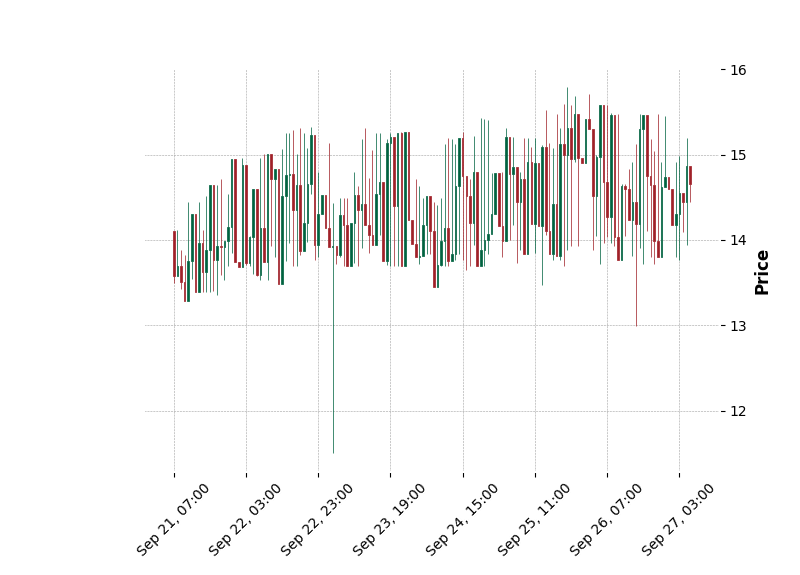 16
15
14
13
12
Price
Sep 21, 07:00
Sep 22, 03:00
Sep 22, 23:00
Sep 23, 19:00
Sep 24, 15:00
Sep 25, 11:00
Sep 26, 07:00
Sep 27, 03:00